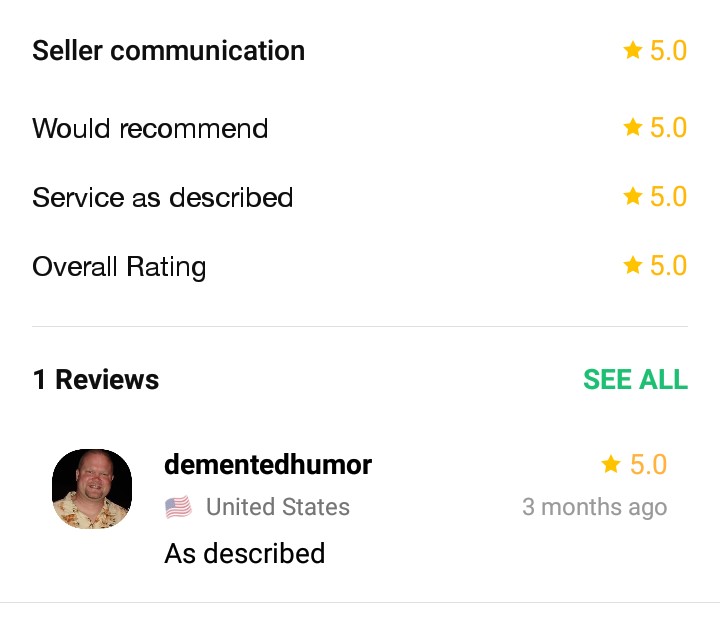 Seller communication 5.0
Would recommend 5.0
Service as described 5.0
Overall Rating 5.0
1 Reviews SEE ALL
dementedhumor 5.0
United States 3 months ago
As described